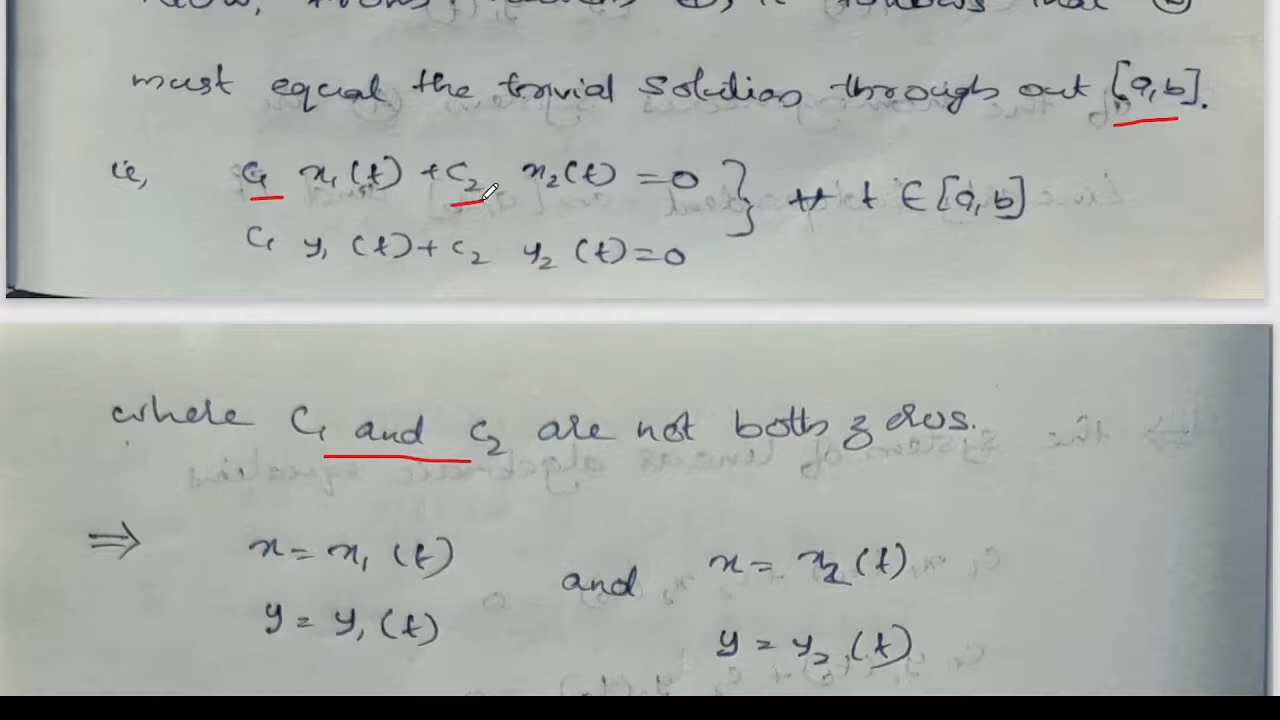 must equal the trivial solution through out [a,b].
ie, C1 x1(t) + C2 x2(t) = 0 } ∀ t ∈ [a, b]
C1 y1 (t) + C2 y2 (t) = 0
where C1 and C2 are not both zeros.
⇒ x = x1 (t) and x = x2 (t)
y = y1 (t) y = y2 (t)